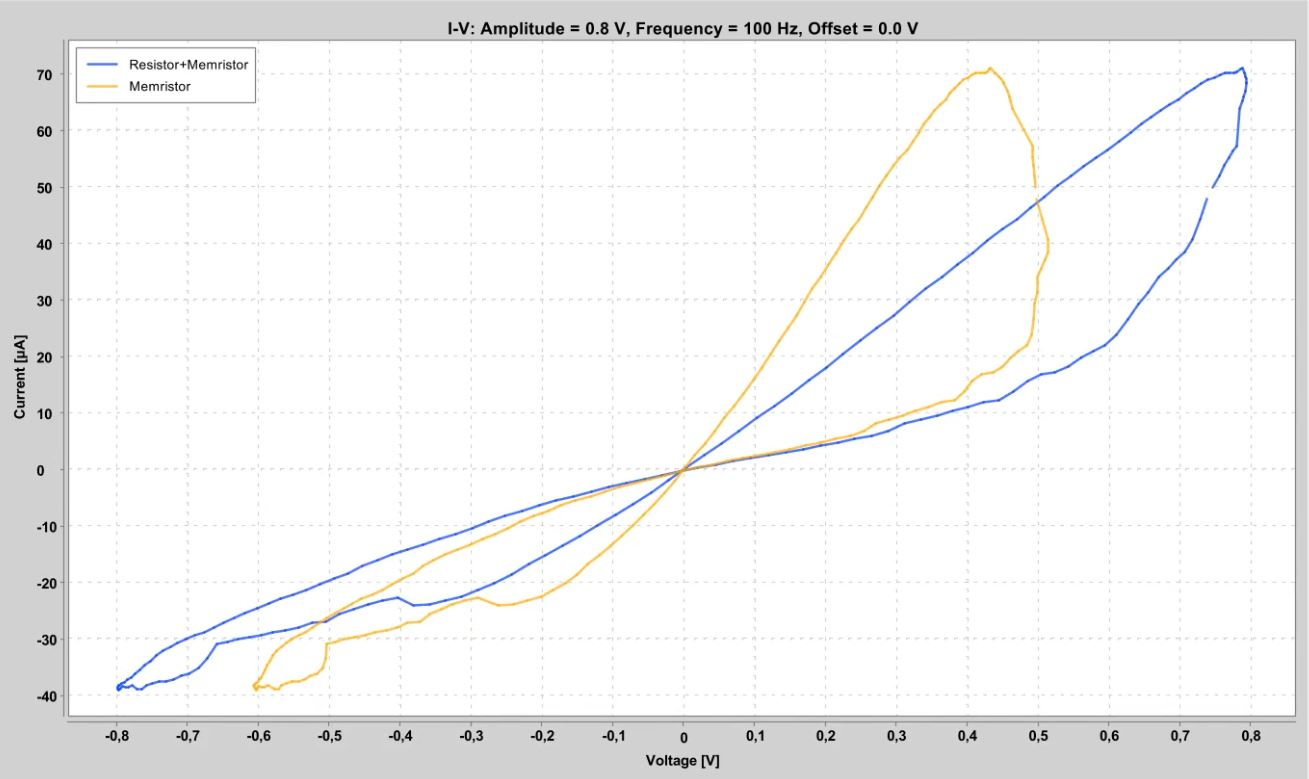 I-V: Amplitude = 0.8 V, Frequency = 100 Hz, Offset = 0.0 V
Resistor+Memristor
Memristor
70
60
50
40
30
20
10
0
-10
-20
-30
-40
Current [µA]
-0,8 -0,7 -0,6 -0,5 -0,4 -0,3 -0,2 -0,1 0 0,1 0,2 0,3 0,4 0,5 0,6 0,7 0,8
Voltage [V]